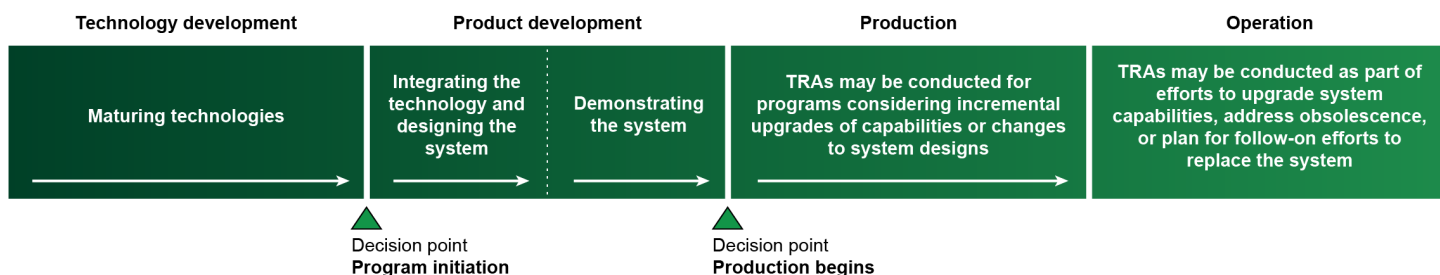 Technology development
Product development
Production
Operation
Maturing technologies
Integrating the
technology and
designing the
system
Demonstrating
the system
TRAs may be conducted for
programs considering incremental
upgrades of capabilities or changes
to system designs
TRAs may be conducted as part of
efforts to upgrade system
capabilities, address obsolescence,
or plan for follow-on efforts to
replace the system
Decision point
Program initiation
Decision point
Production begins